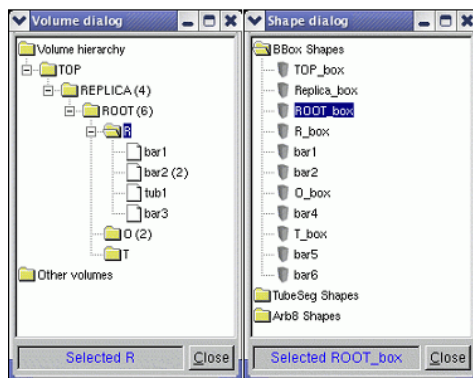 Volume dialog
Volume hierarchy
TOP
REPLICA (4)
ROOT (6)
R
bar1
bar2 (2)
tub1
bar3
O (2)
T
Other volumes
Selected R
Close
Shape dialog
BBox Shapes
TOP_box
Replica_box
ROOT_box
R_box
bar1
bar2
O_box
bar4
T_box
bar5
bar6
TubeSeg Shapes
Arb8 Shapes
Selected ROOT_box
Close